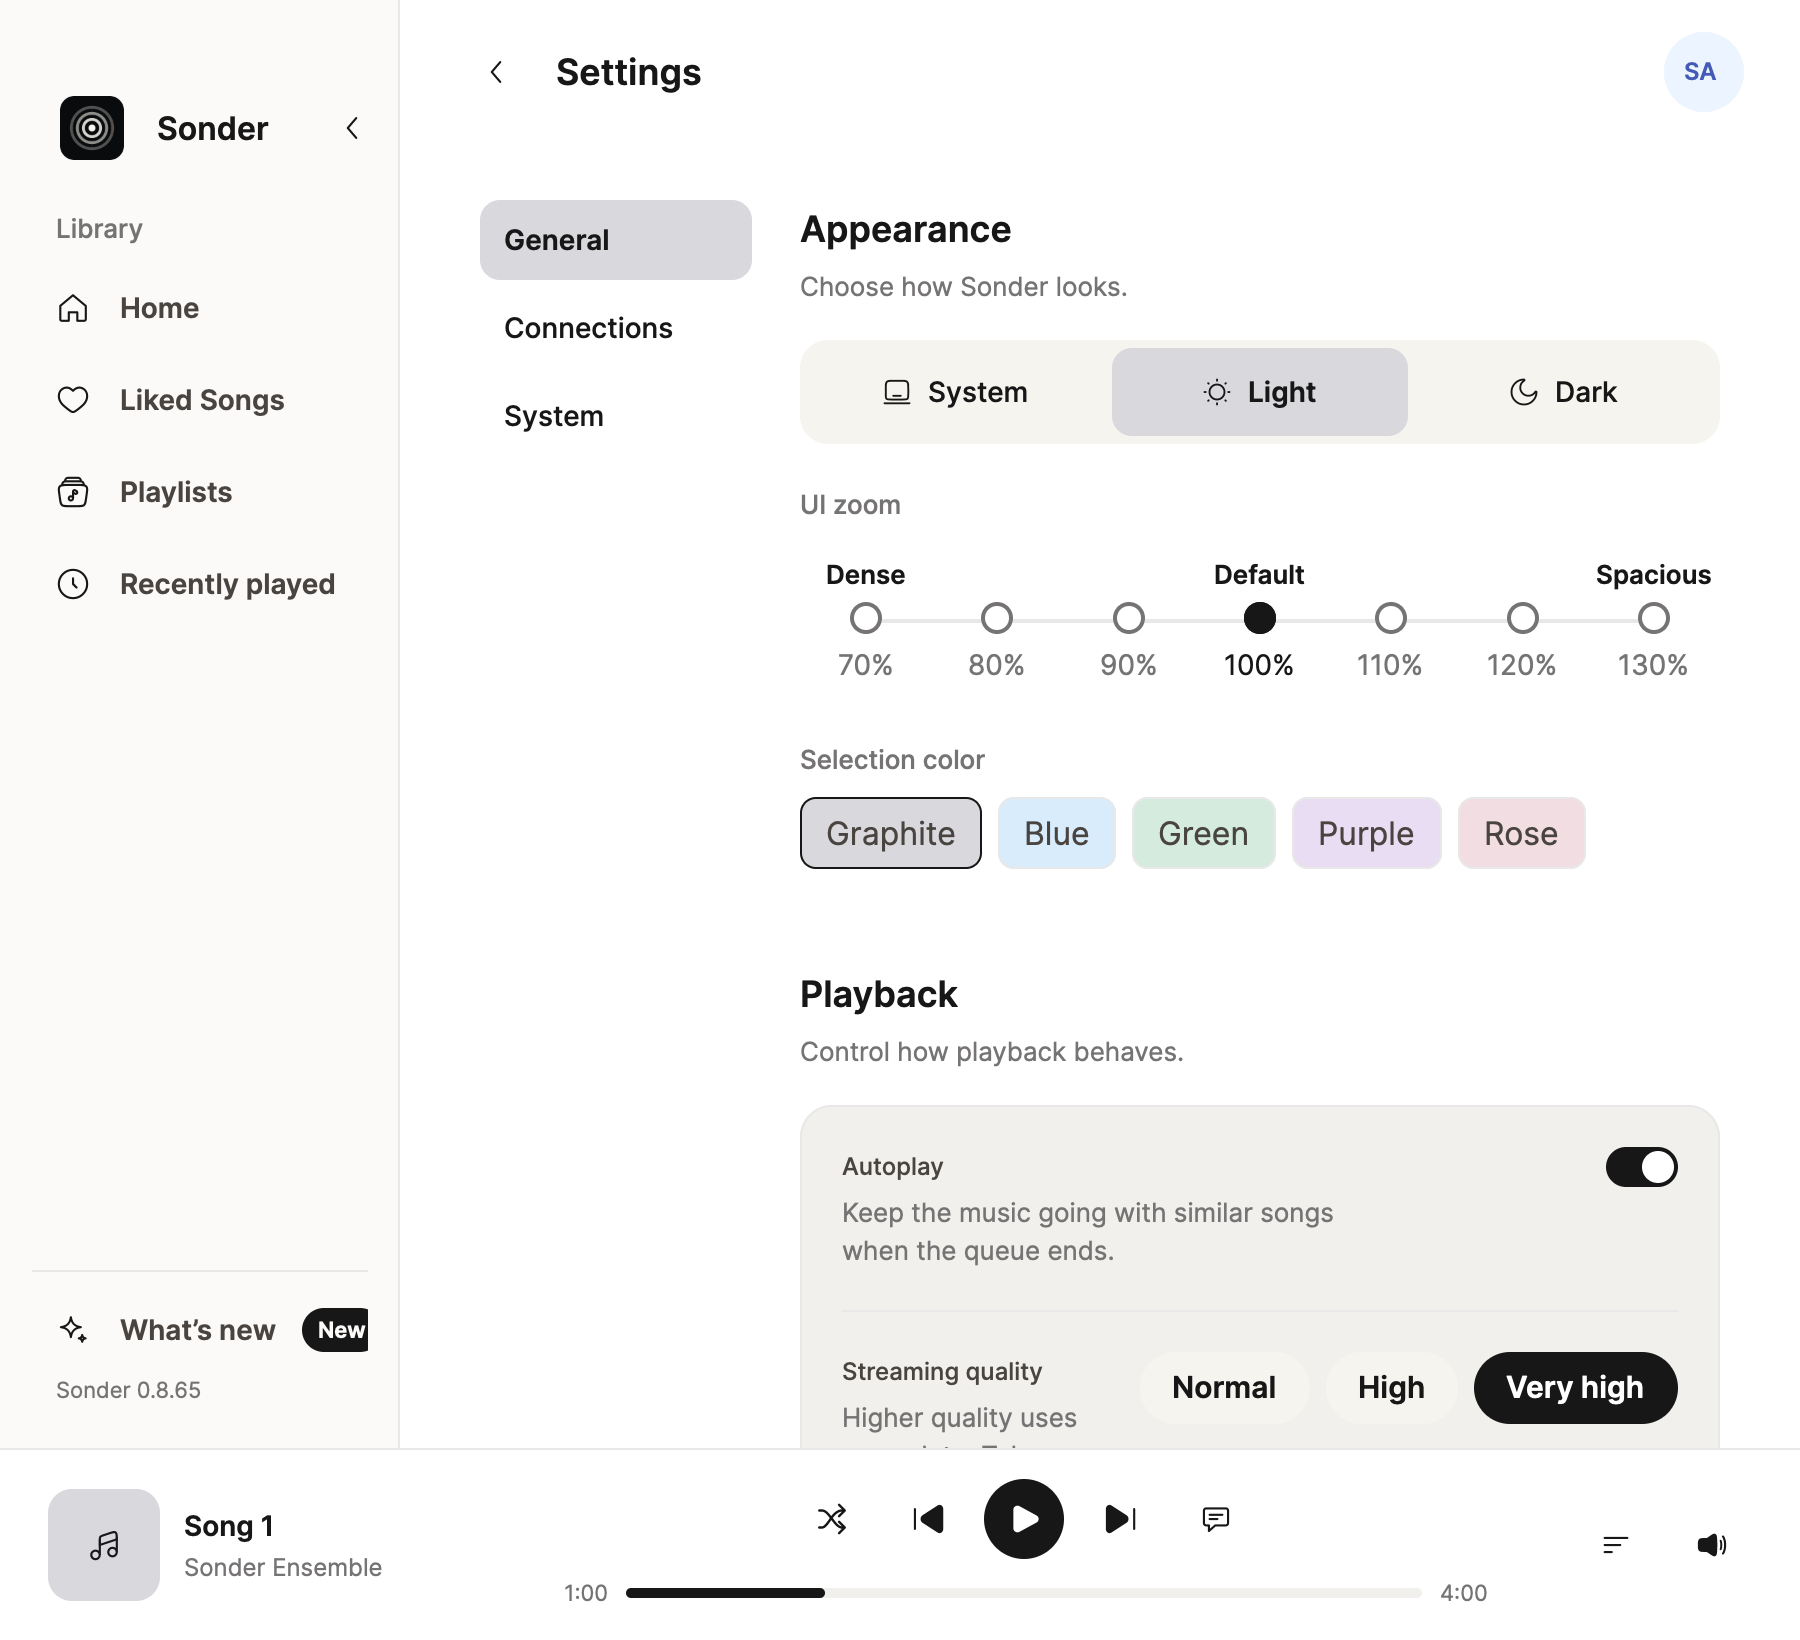 Settings
SA
Sonder
Library
Home
Liked Songs
Playlists
Recently played
What’s new
New
Sonder 0.8.65
General
Connections
System
Appearance
Choose how Sonder looks.
System
Light
Dark
UI zoom
Dense
Default
Spacious
70%
80%
90%
100%
110%
120%
130%
Selection color
Graphite
Blue
Green
Purple
Rose
Playback
Control how playback behaves.
Autoplay
Keep the music going with similar songs
when the queue ends.
Streaming quality
Higher quality uses
Normal
High
Very high
Song 1
Sonder Ensemble
1:00
4:00